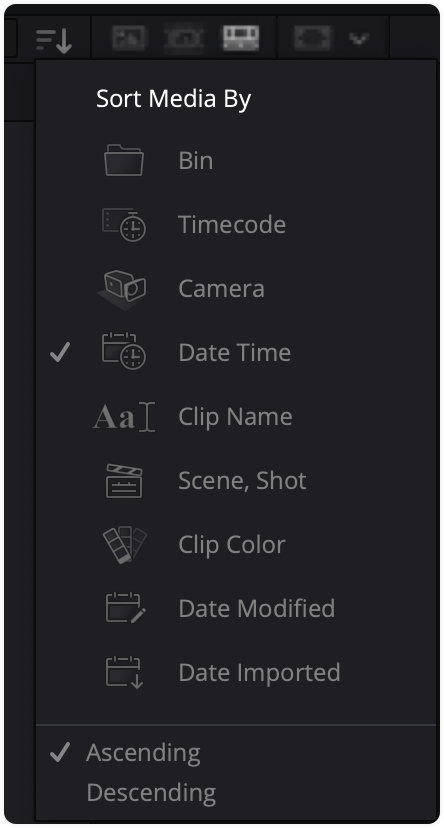 Sort Media By
Bin
Timecode
Camera
Date Time
Aa Clip Name
Scene, Shot
Clip Color
Date Modified
Date Imported
Ascending
Descending